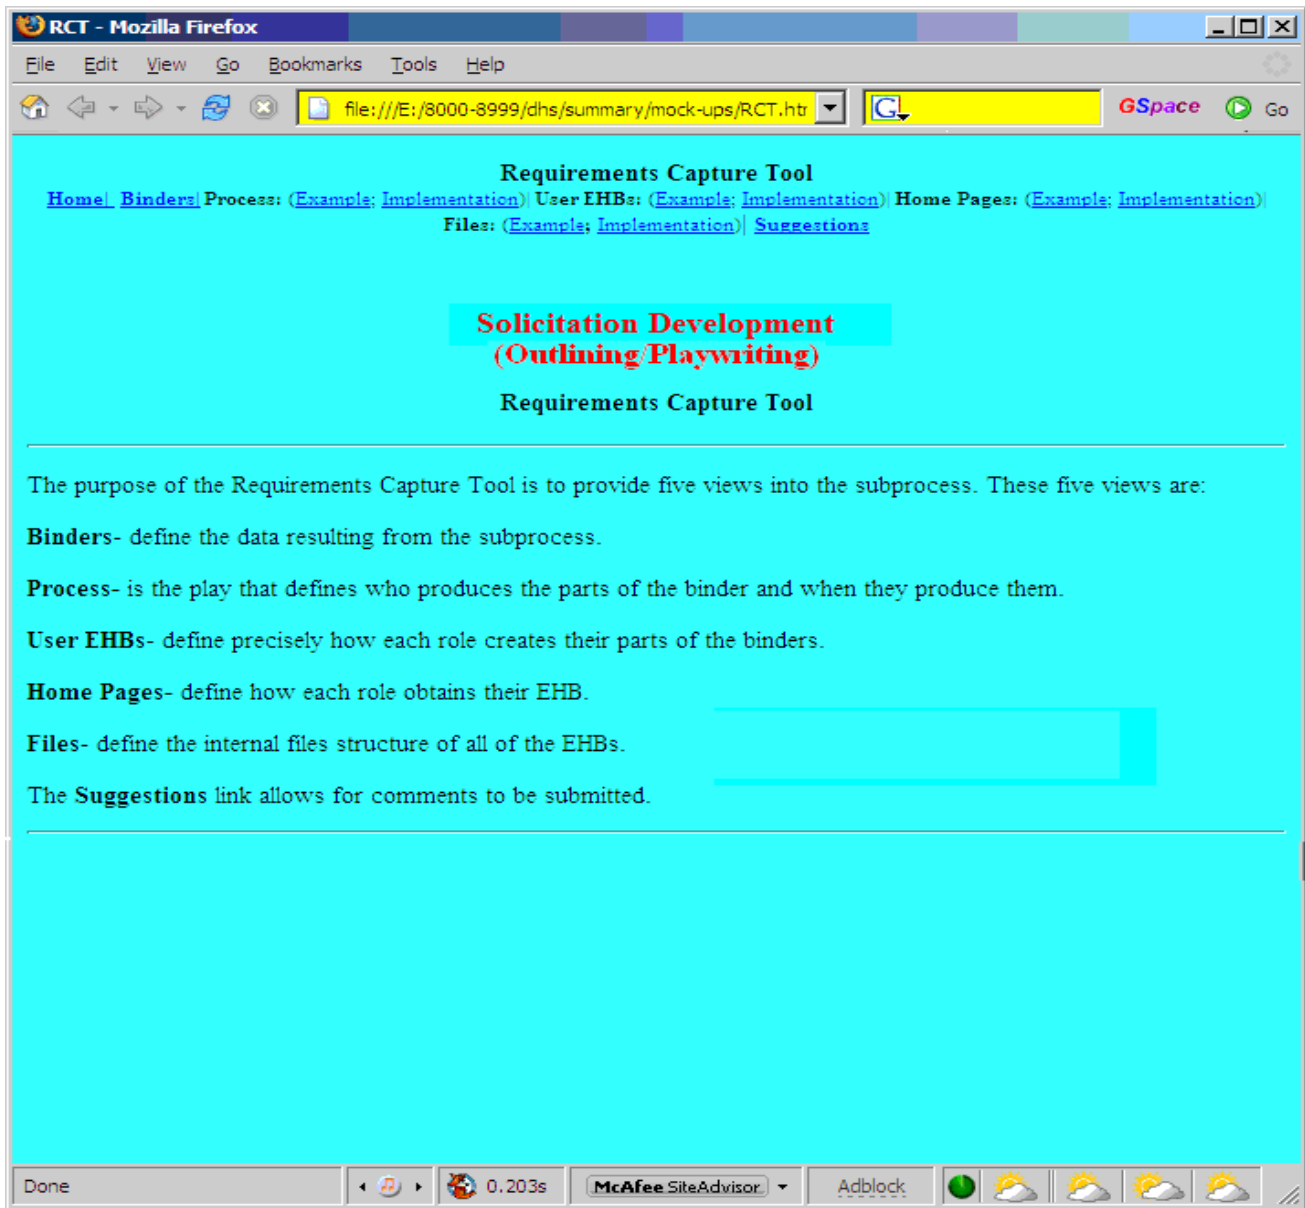 RCT - Mozilla Firefox
File Edit View Go Bookmarks Tools Help
file:///E:/8000-8999/dhs/summary/mock-ups/RCT.htr G GSpace Go
Requirements Capture Tool
Home| Binders| Process: (Example; Implementation)| User EHBs: (Example; Implementation)| Home Pages: (Example; Implementation)|
Files: (Example; Implementation)| Suggestions
Solicitation Development
(Outlining/Playwriting)
Requirements Capture Tool
The purpose of the Requirements Capture Tool is to provide five views into the subprocess. These five views are:
Binders- define the data resulting from the subprocess.
Process- is the play that defines who produces the parts of the binder and when they produce them.
User EHBs- define precisely how each role creates their parts of the binders.
Home Pages- define how each role obtains their EHB.
Files- define the internal files structure of all of the EHBs.
The Suggestions link allows for comments to be submitted.
Done 0.203s McAfee SiteAdvisor Adblock